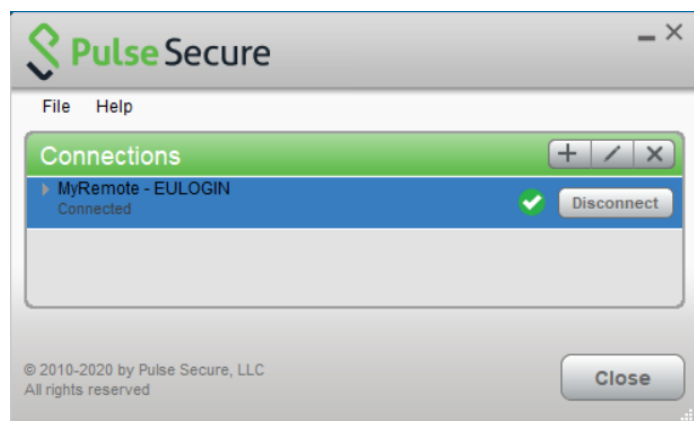 Pulse Secure
File Help
Connections
MyRemote - EULOGIN
Connected
Disconnect
© 2010-2020 by Pulse Secure, LLC
All rights reserved
Close